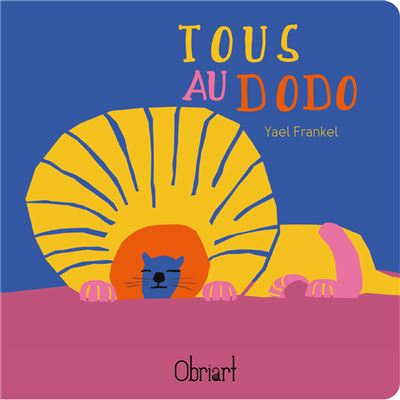 TOUS
AU DODO
Yael Frankel
Obriart